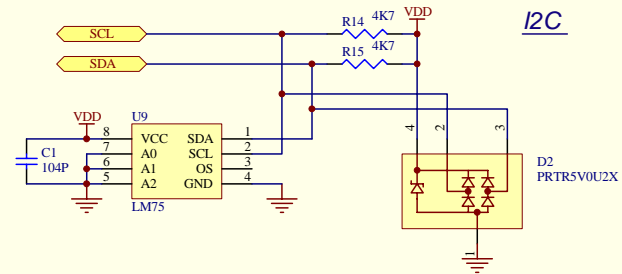 I2C
VDD
SCL
R14 4K7
SDA
R15 4K7
VDD
U9
8 VCC SDA 1
7 A0 SCL 2
6 A1 OS 3
5 A2 GND 4
LM75
C1
104P
4 2 3
D2
PRTR5V0U2X
1